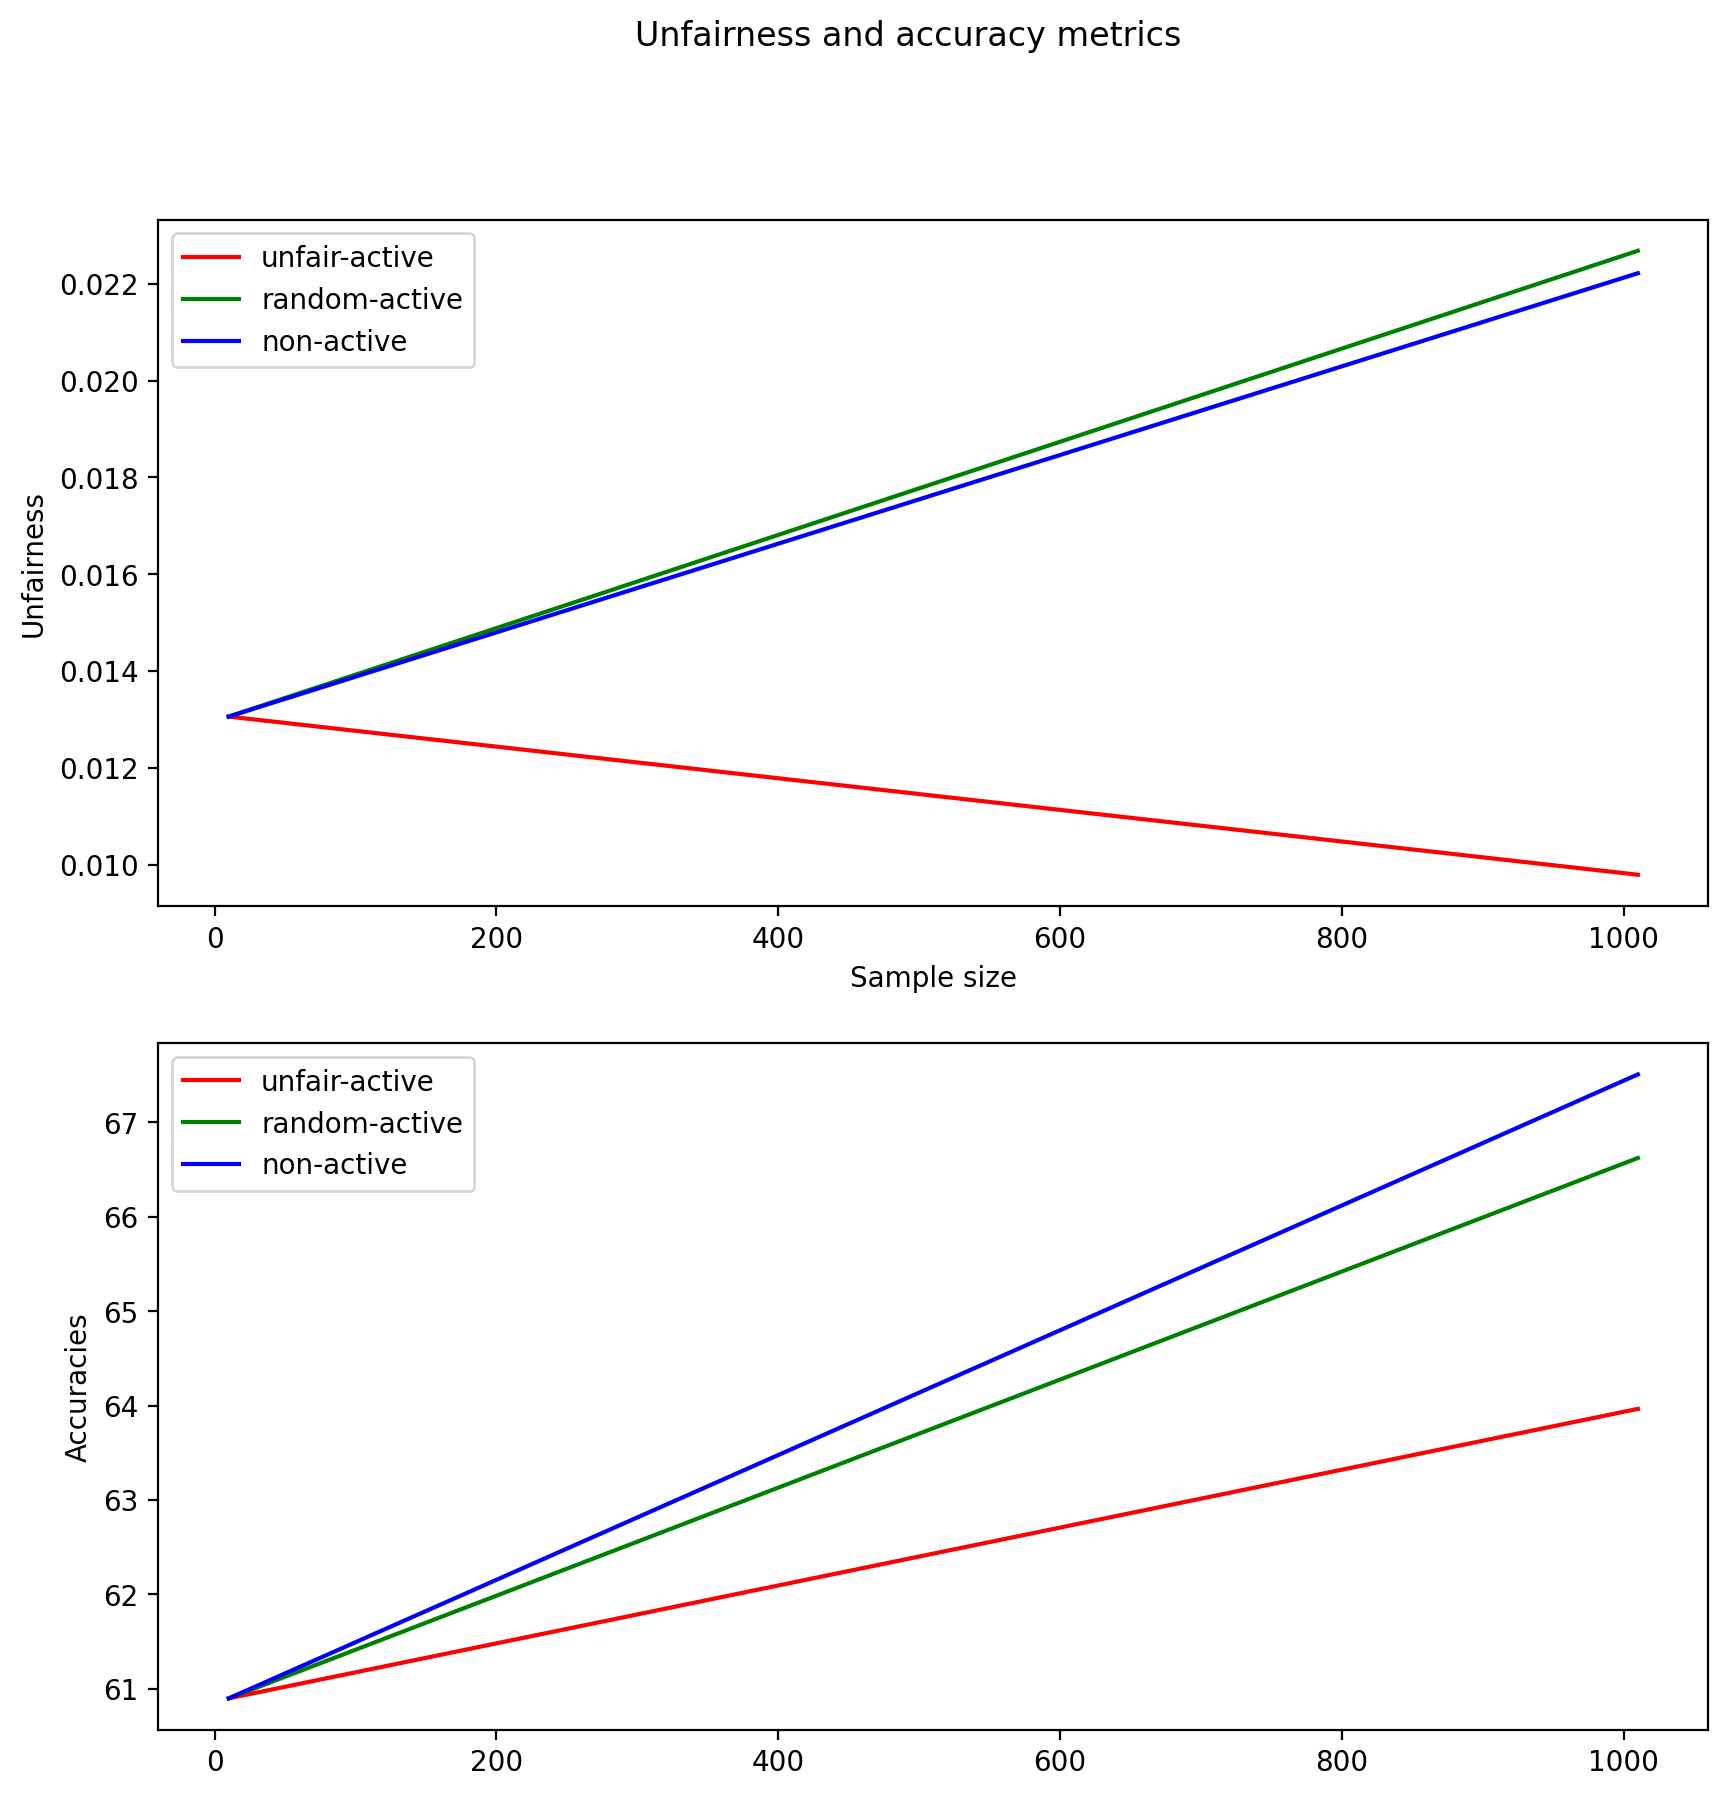 Unfairness and accuracy metrics
unfair-active
random-active
non-active
0.022
0.020
0.018
0.016
0.014
0.012
0.010
Unfairness
0 200 400 600 800 1000
Sample size
unfair-active
random-active
non-active
67
66
65
64
63
62
61
Accuracies
0 200 400 600 800 1000